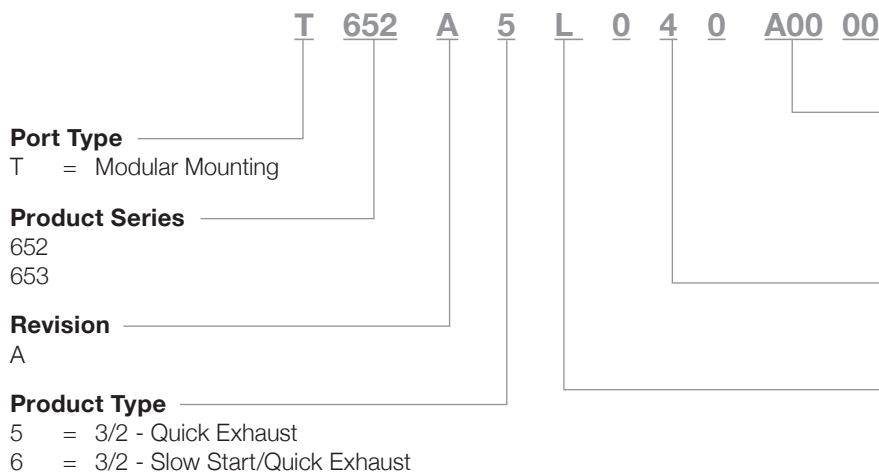 T 652 A 5 L 0 4 0 A00 00
Port Type
T = Modular Mounting
Product Series
652
653
Revision
A
Product Type
5 = 3/2 - Quick Exhaust
6 = 3/2 - Slow Start/Quick Exhaust